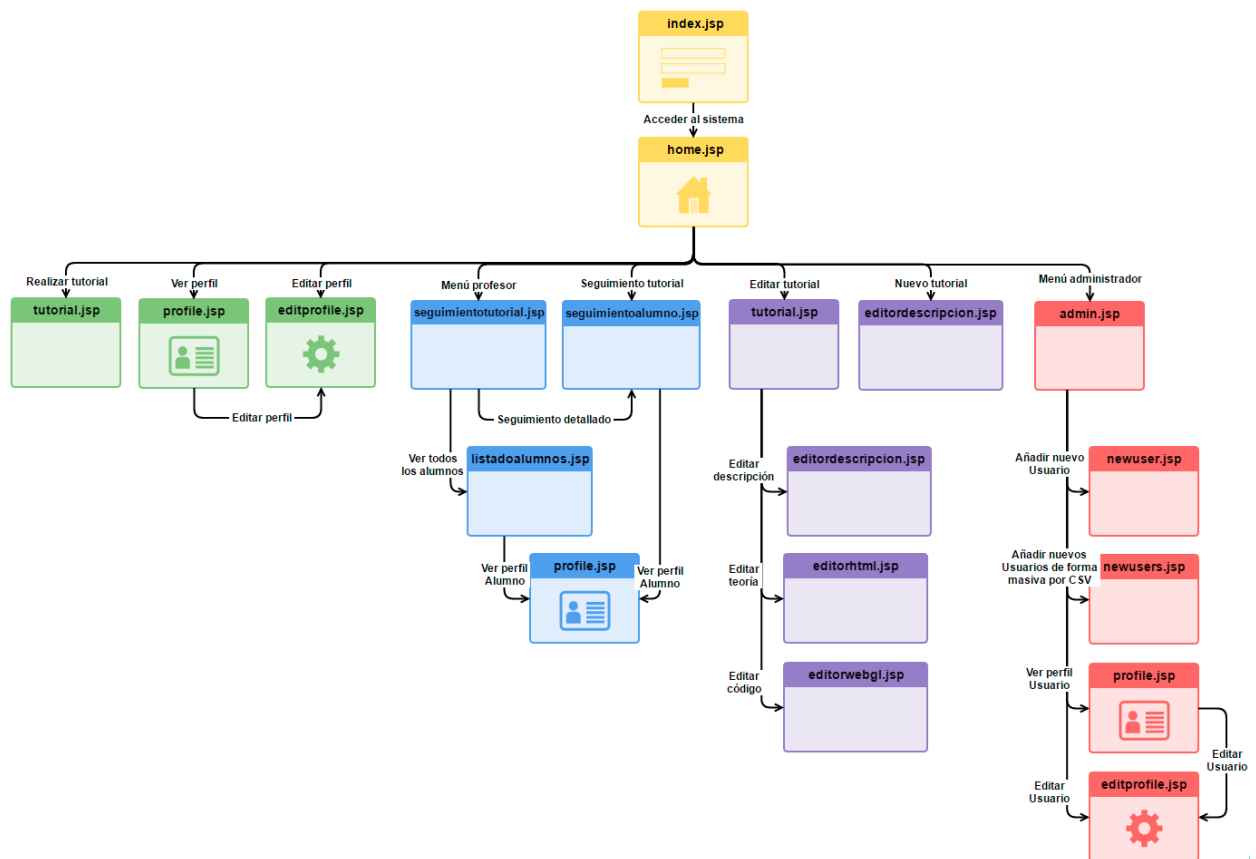 index.jsp
Acceder al sistema
home.jsp
Realizar tutorial
Ver perfil
Editar perfil
Menú profesor
Seguimiento tutorial
Editar tutorial
Nuevo tutorial
Menú administrador
tutorial.jsp
profile.jsp
editprofile.jsp
seguimientotutorial.jsp
seguimientoalumno.jsp
tutorial.jsp
editordescripcion.jsp
admin.jsp
Editar perfil
Seguimiento detallado
Ver todos
los alumnos
listadoalumnos.jsp
Ver perfil
Alumno
profile.jsp
Ver perfil
Alumno
Editar
descripción
editordescripcion.jsp
Editar
teoría
editorhtml.jsp
Editar
código
editorwebgl.jsp
Añadir nuevo
Usuario
newuser.jsp
Añadir nuevos
Usuarios de forma
masiva por CSV
newusers.jsp
Ver perfil
Usuario
profile.jsp
Editar
Usuario
Editar
Usuario
editprofile.jsp